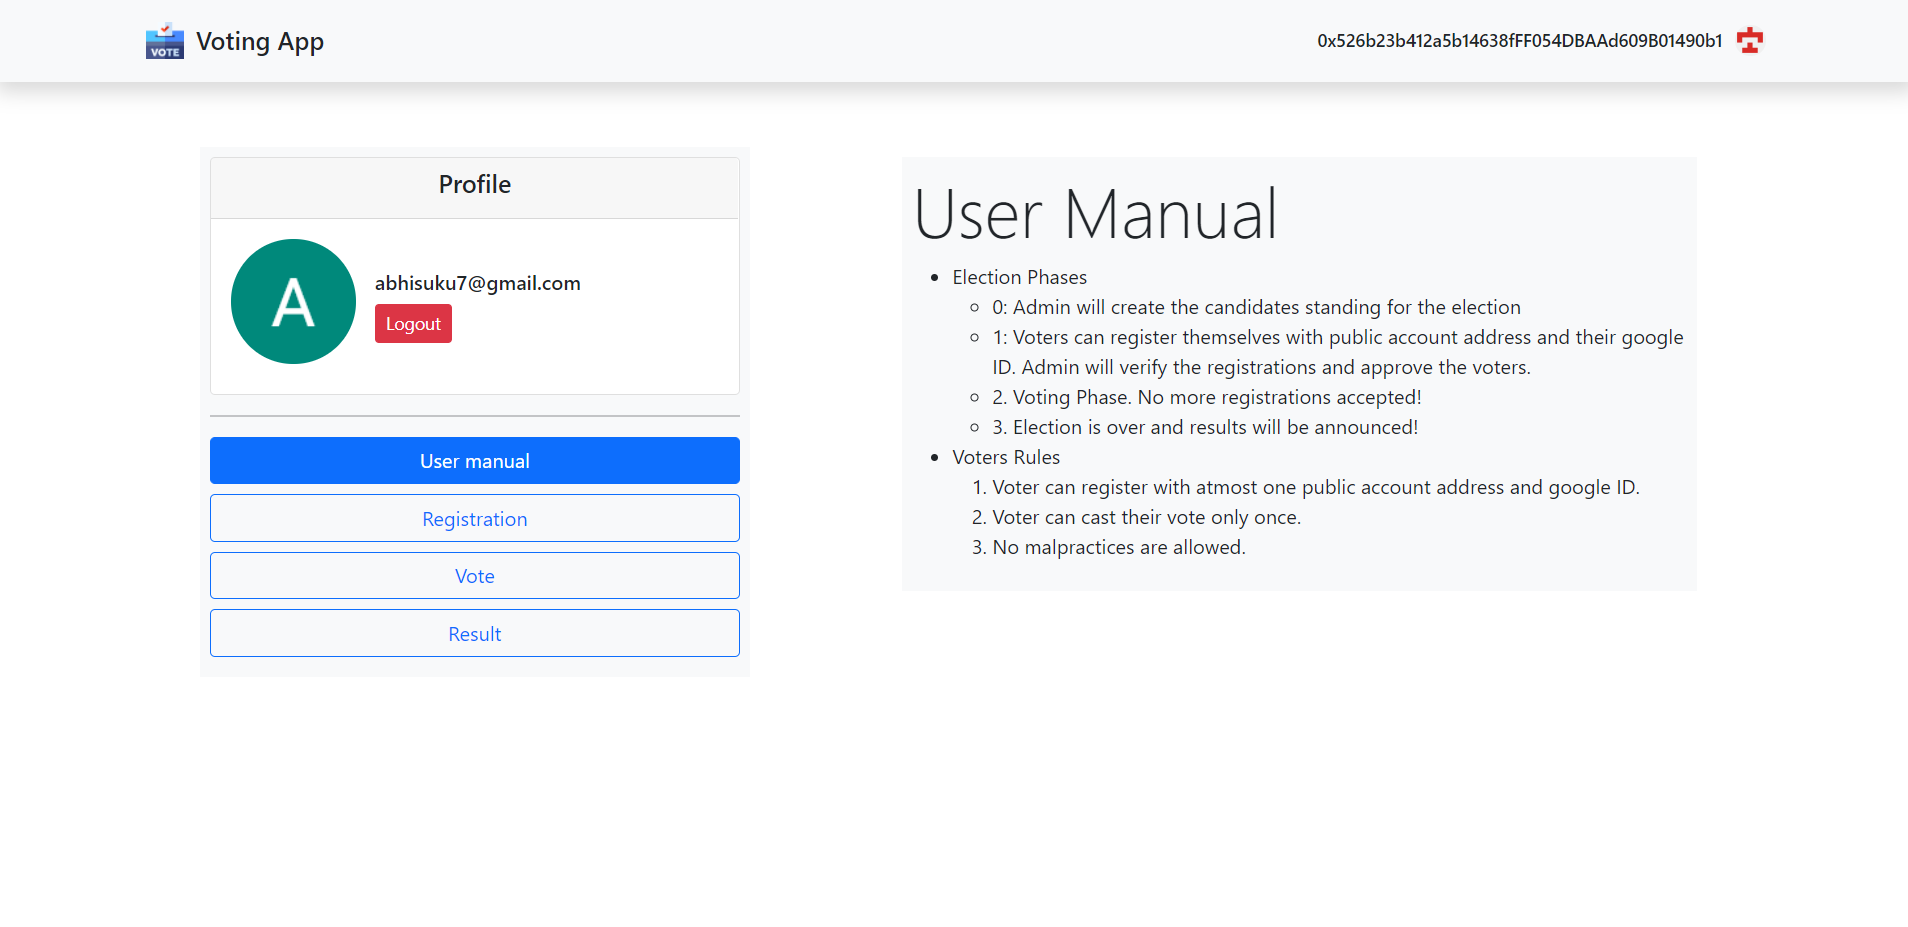 VOTE
Voting App
0x526b23b412a5b14638fFF054DBAAd609B01490b1
Profile
A
abhisuku7@gmail.com
Logout
User manual
Registration
Vote
Result
User Manual
Election Phases
0: Admin will create the candidates standing for the election
1: Voters can register themselves with public account address and their google
ID. Admin will verify the registrations and approve the voters.
2. Voting Phase. No more registrations accepted!
3. Election is over and results will be announced!
Voters Rules
1. Voter can register with atmost one public account address and google ID.
2. Voter can cast their vote only once.
3. No malpractices are allowed.